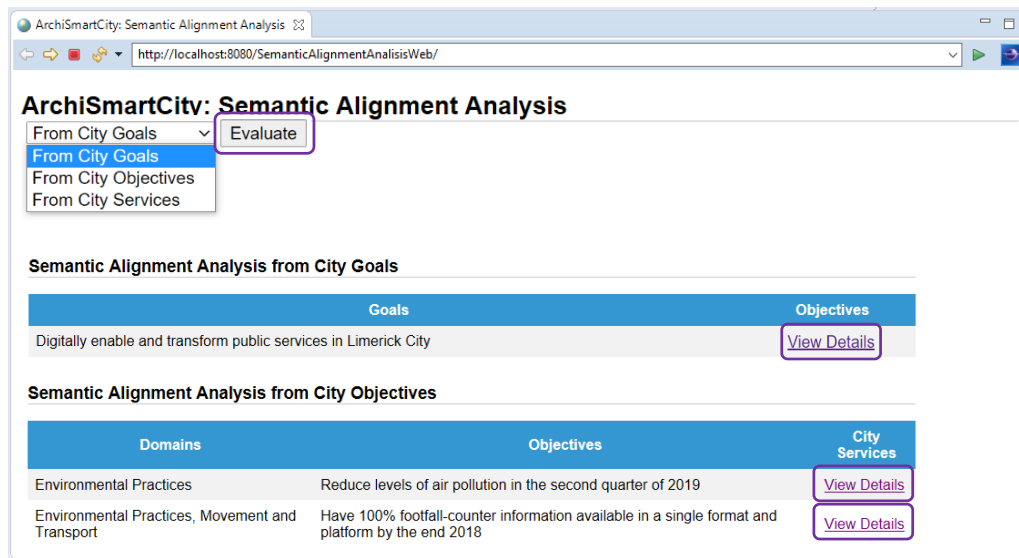 ArchiSmartCity: Semantic Alignment Analysis
http://localhost:8080/SemanticAlignmentAnalisisWeb/
ArchiSmartCity: Semantic Alignment Analysis
From City Goals Evaluate
From City Goals
From City Objectives
From City Services
Semantic Alignment Analysis from City Goals
Goals Objectives
Digitally enable and transform public services in Limerick City View Details
Semantic Alignment Analysis from City Objectives
Domains Objectives City
Services
Environmental Practices Reduce levels of air pollution in the second quarter of 2019 View Details
Environmental Practices, Movement and Have 100% footfall-counter information available in a single format and View Details
Transport platform by the end 2018